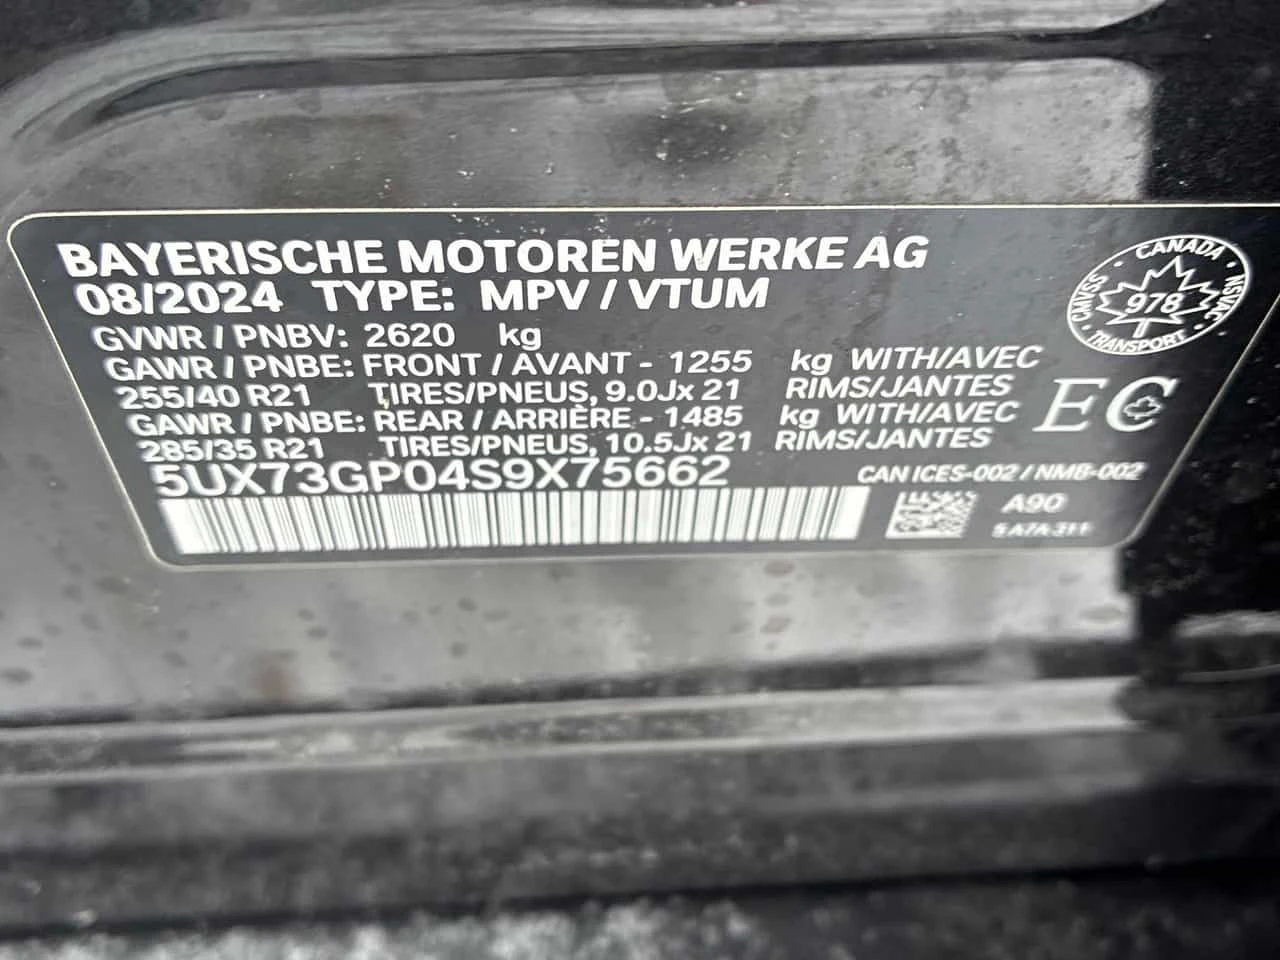 BAYERISCHE MOTOREN WERKE AG
08/2024 TYPE: MPV / VTUM
GVWR / PNBV: 2620 kg
GAWR / PNBE: FRONT / AVANT - 1255 kg WITH/AVEC
255/40 R21 TIRES/PNEUS, 9.0Jx 21 RIMS/JANTES
GAWR / PNBE: REAR / ARRIÈRE - 1485 kg WITH/AVEC
285/35 R21 TIRES/PNEUS, 10.5Jx 21 RIMS/JANTES
5UX73GP04S9X75662
CANADA
CMVSS · 978 · NSVAC
TRANSPORT
EC
CAN ICES-002 / NMB-002
A90